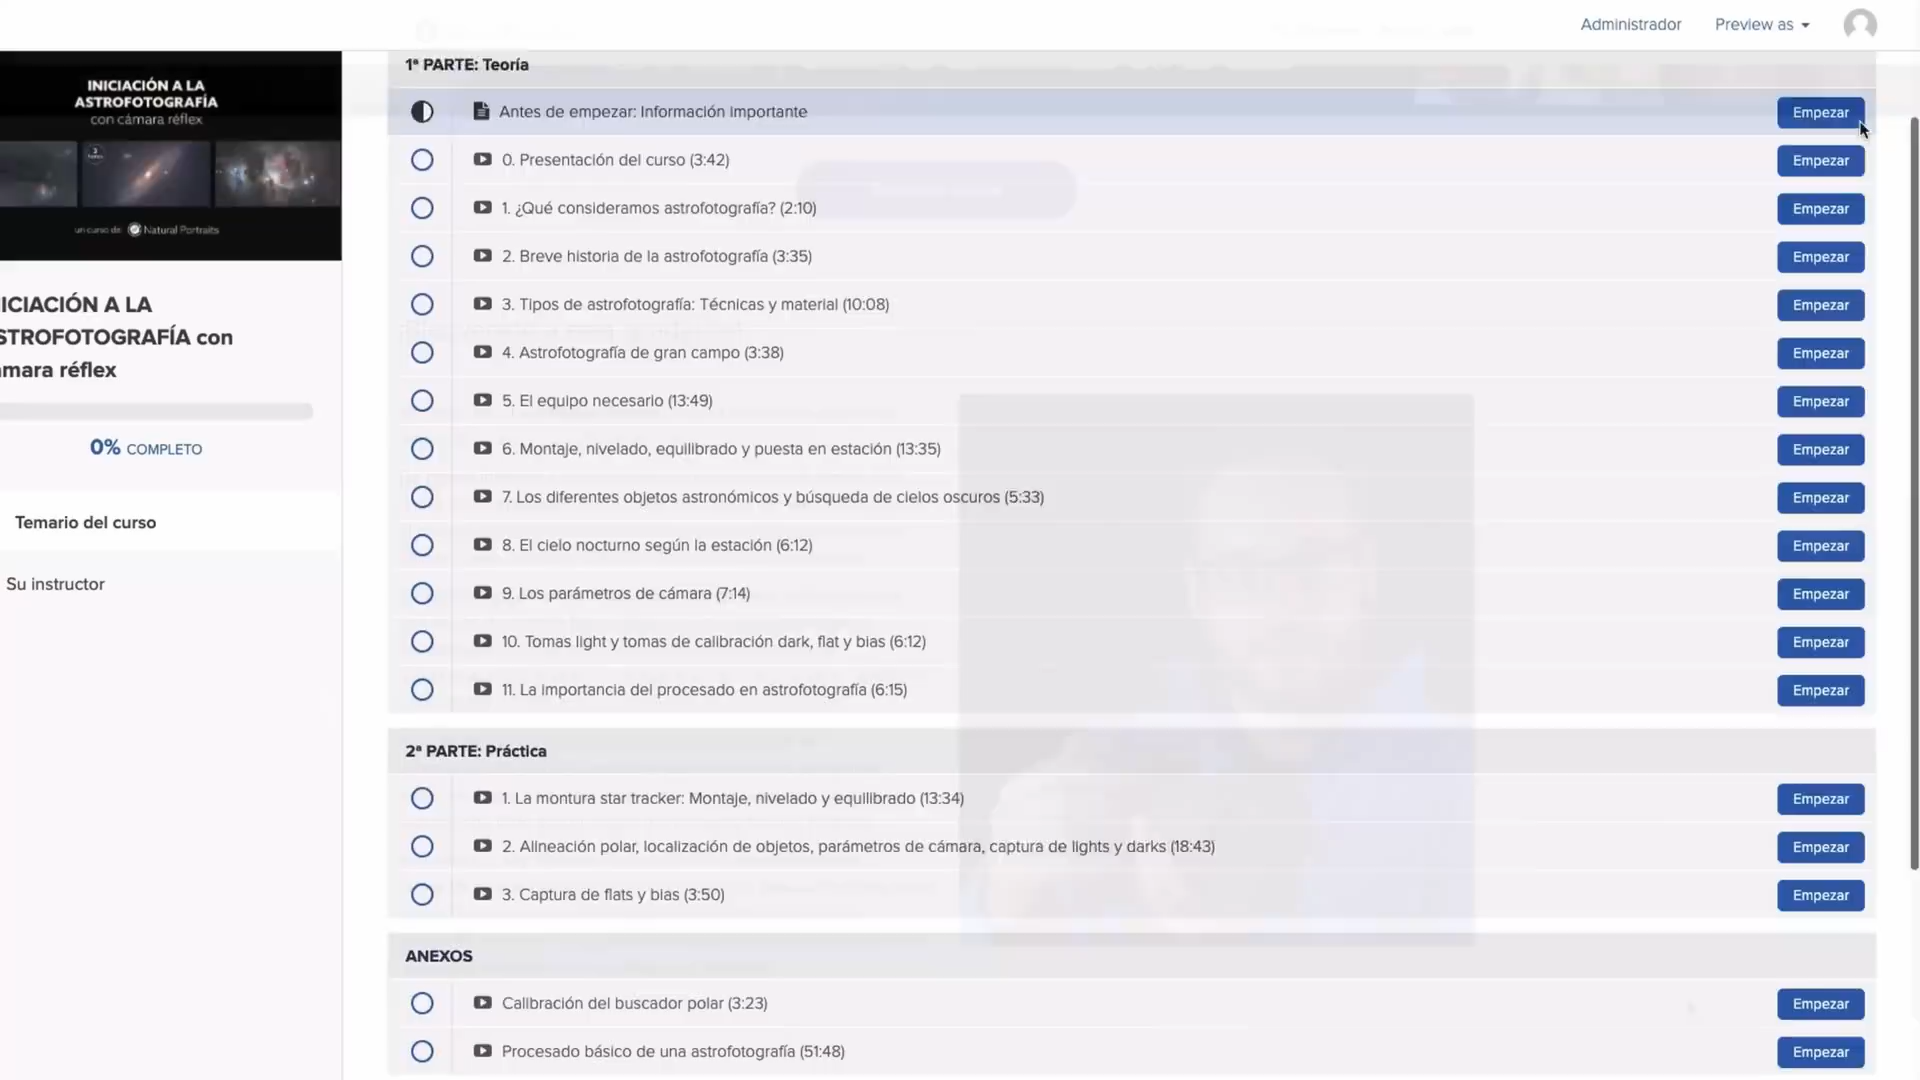 Administrador
Preview as
INICIACIÓN A LA
ASTROFOTOGRAFÍA
con cámara réflex
un curso de: Natural Portraits
ICIACIÓN A LA
STROFOTOGRAFÍA con
mara réflex
0% COMPLETO
Temario del curso
Su instructor
1ª PARTE: Teoría
Antes de empezar: Información importante
Empezar
0. Presentación del curso (3:42)
Empezar
1. ¿Qué consideramos astrofotografía? (2:10)
Empezar
2. Breve historia de la astrofotografía (3:35)
Empezar
3. Tipos de astrofotografía: Técnicas y material (10:08)
Empezar
4. Astrofotografía de gran campo (3:38)
Empezar
5. El equipo necesario (13:49)
Empezar
6. Montaje, nivelado, equilibrado y puesta en estación (13:35)
Empezar
7. Los diferentes objetos astronómicos y búsqueda de cielos oscuros (5:33)
Empezar
8. El cielo nocturno según la estación (6:12)
Empezar
9. Los parámetros de cámara (7:14)
Empezar
10. Tomas light y tomas de calibración dark, flat y bias (6:12)
Empezar
11. La importancia del procesado en astrofotografía (6:15)
Empezar
2ª PARTE: Práctica
1. La montura star tracker: Montaje, nivelado y equilibrado (13:34)
Empezar
2. Alineación polar, localización de objetos, parámetros de cámara, captura de lights y darks (18:43)
Empezar
3. Captura de flats y bias (3:50)
Empezar
ANEXOS
Calibración del buscador polar (3:23)
Empezar
Procesado básico de una astrofotografía (51:48)
Empezar